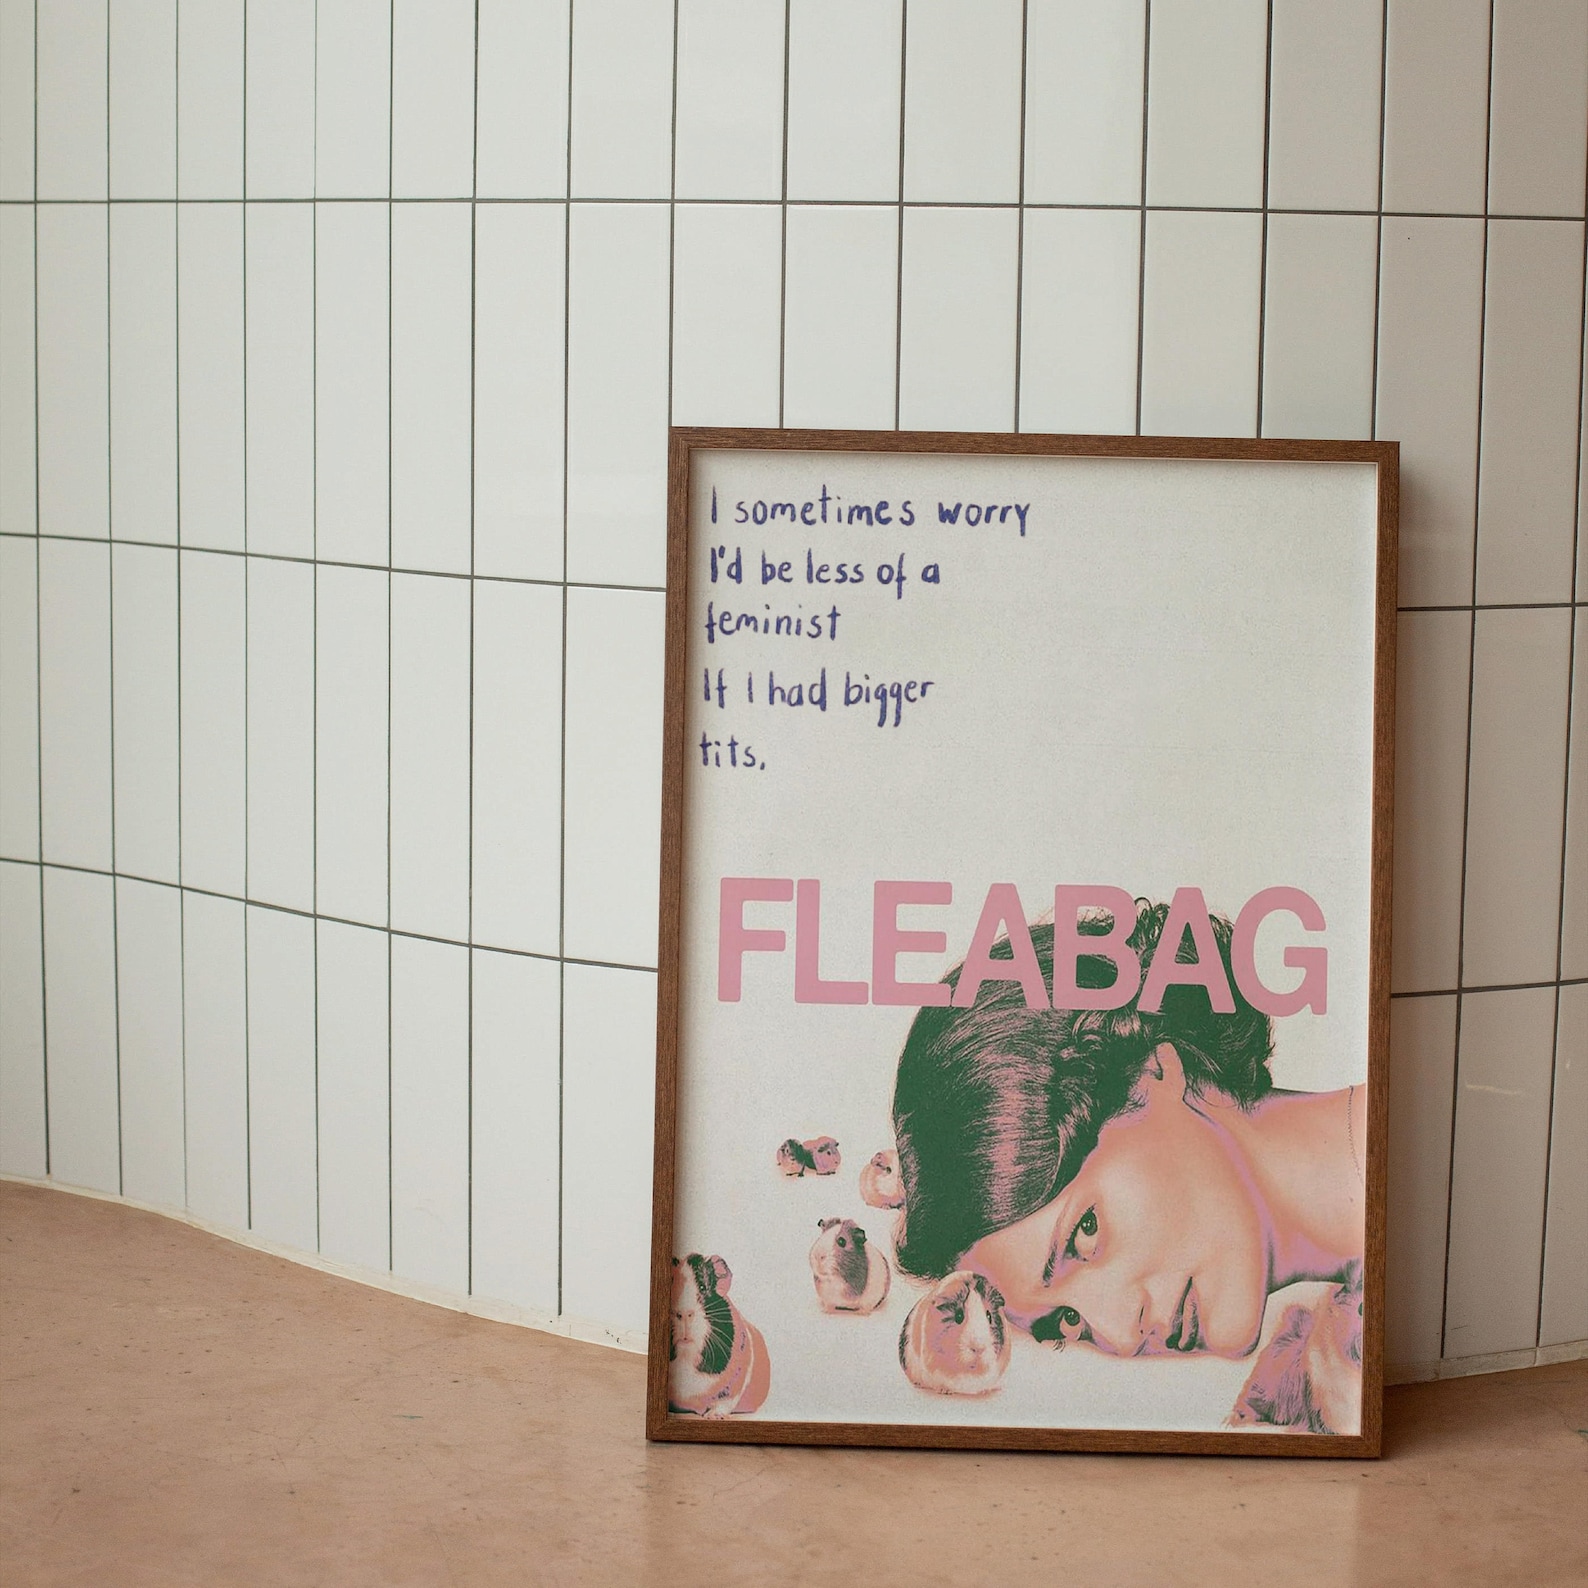 I sometimes worry
I'd be less of a
feminist
If I had bigger
tits.
FLEABAG